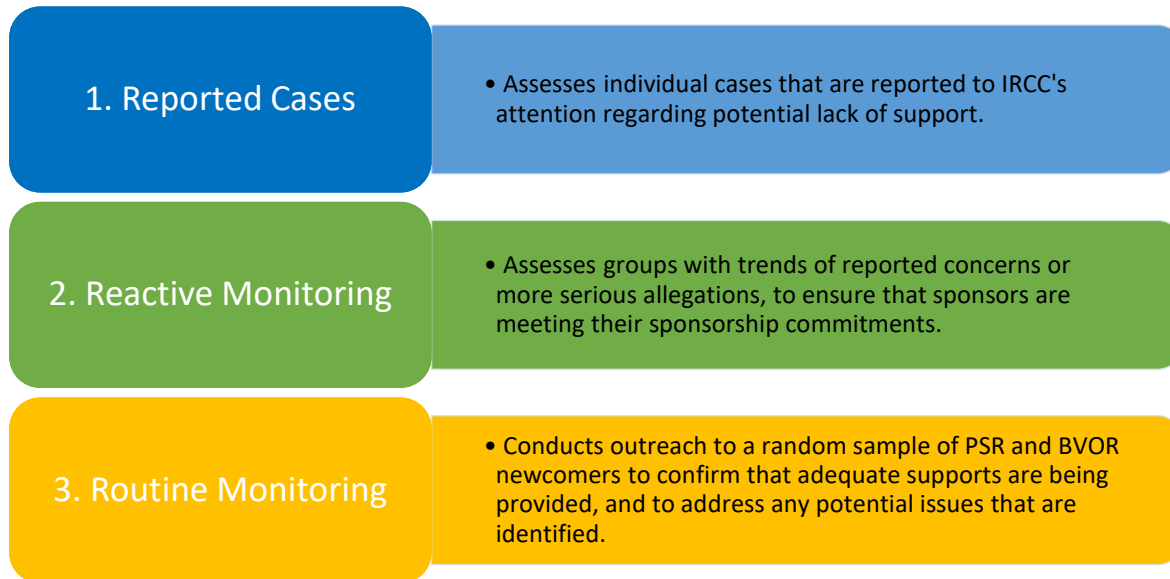 1. Reported Cases
• Assesses individual cases that are reported to IRCC's
attention regarding potential lack of support.
2. Reactive Monitoring
• Assesses groups with trends of reported concerns or
more serious allegations, to ensure that sponsors are
meeting their sponsorship commitments.
3. Routine Monitoring
• Conducts outreach to a random sample of PSR and BVOR
newcomers to confirm that adequate supports are being
provided, and to address any potential issues that are
identified.